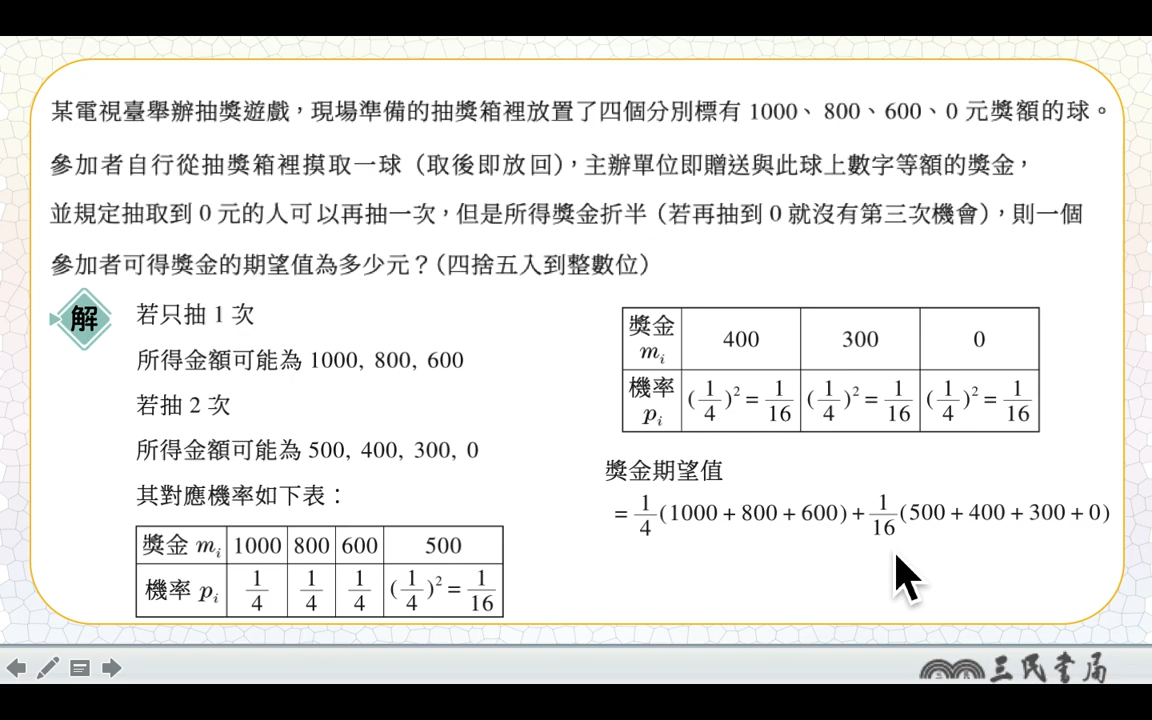 某電視臺舉辦抽獎遊戲，現場準備的抽獎箱裡放置了四個分別標有 1000、800、600、0 元獎額的球。
參加者自行從抽獎箱裡摸取一球（取後即放回），主辦單位即贈送與此球上數字等額的獎金，
並規定抽取到 0 元的人可以再抽一次，但是所得獎金折半（若再抽到 0 就沒有第三次機會），則一個
參加者可得獎金的期望值為多少元？（四捨五入到整數位）
解
若只抽 1 次
所得金額可能為 1000, 800, 600
若抽 2 次
所得金額可能為 500, 400, 300, 0
其對應機率如下表：
獎金 mᵢ 1000 800 600 500
機率 pᵢ 1/4 1/4 1/4 (1/4)² = 1/16
獎金 mᵢ 400 300 0
機率 pᵢ (1/4)² = 1/16 (1/4)² = 1/16 (1/4)² = 1/16
獎金期望值
= 1/4 (1000 + 800 + 600) + 1/16 (500 + 400 + 300 + 0)
三民書局